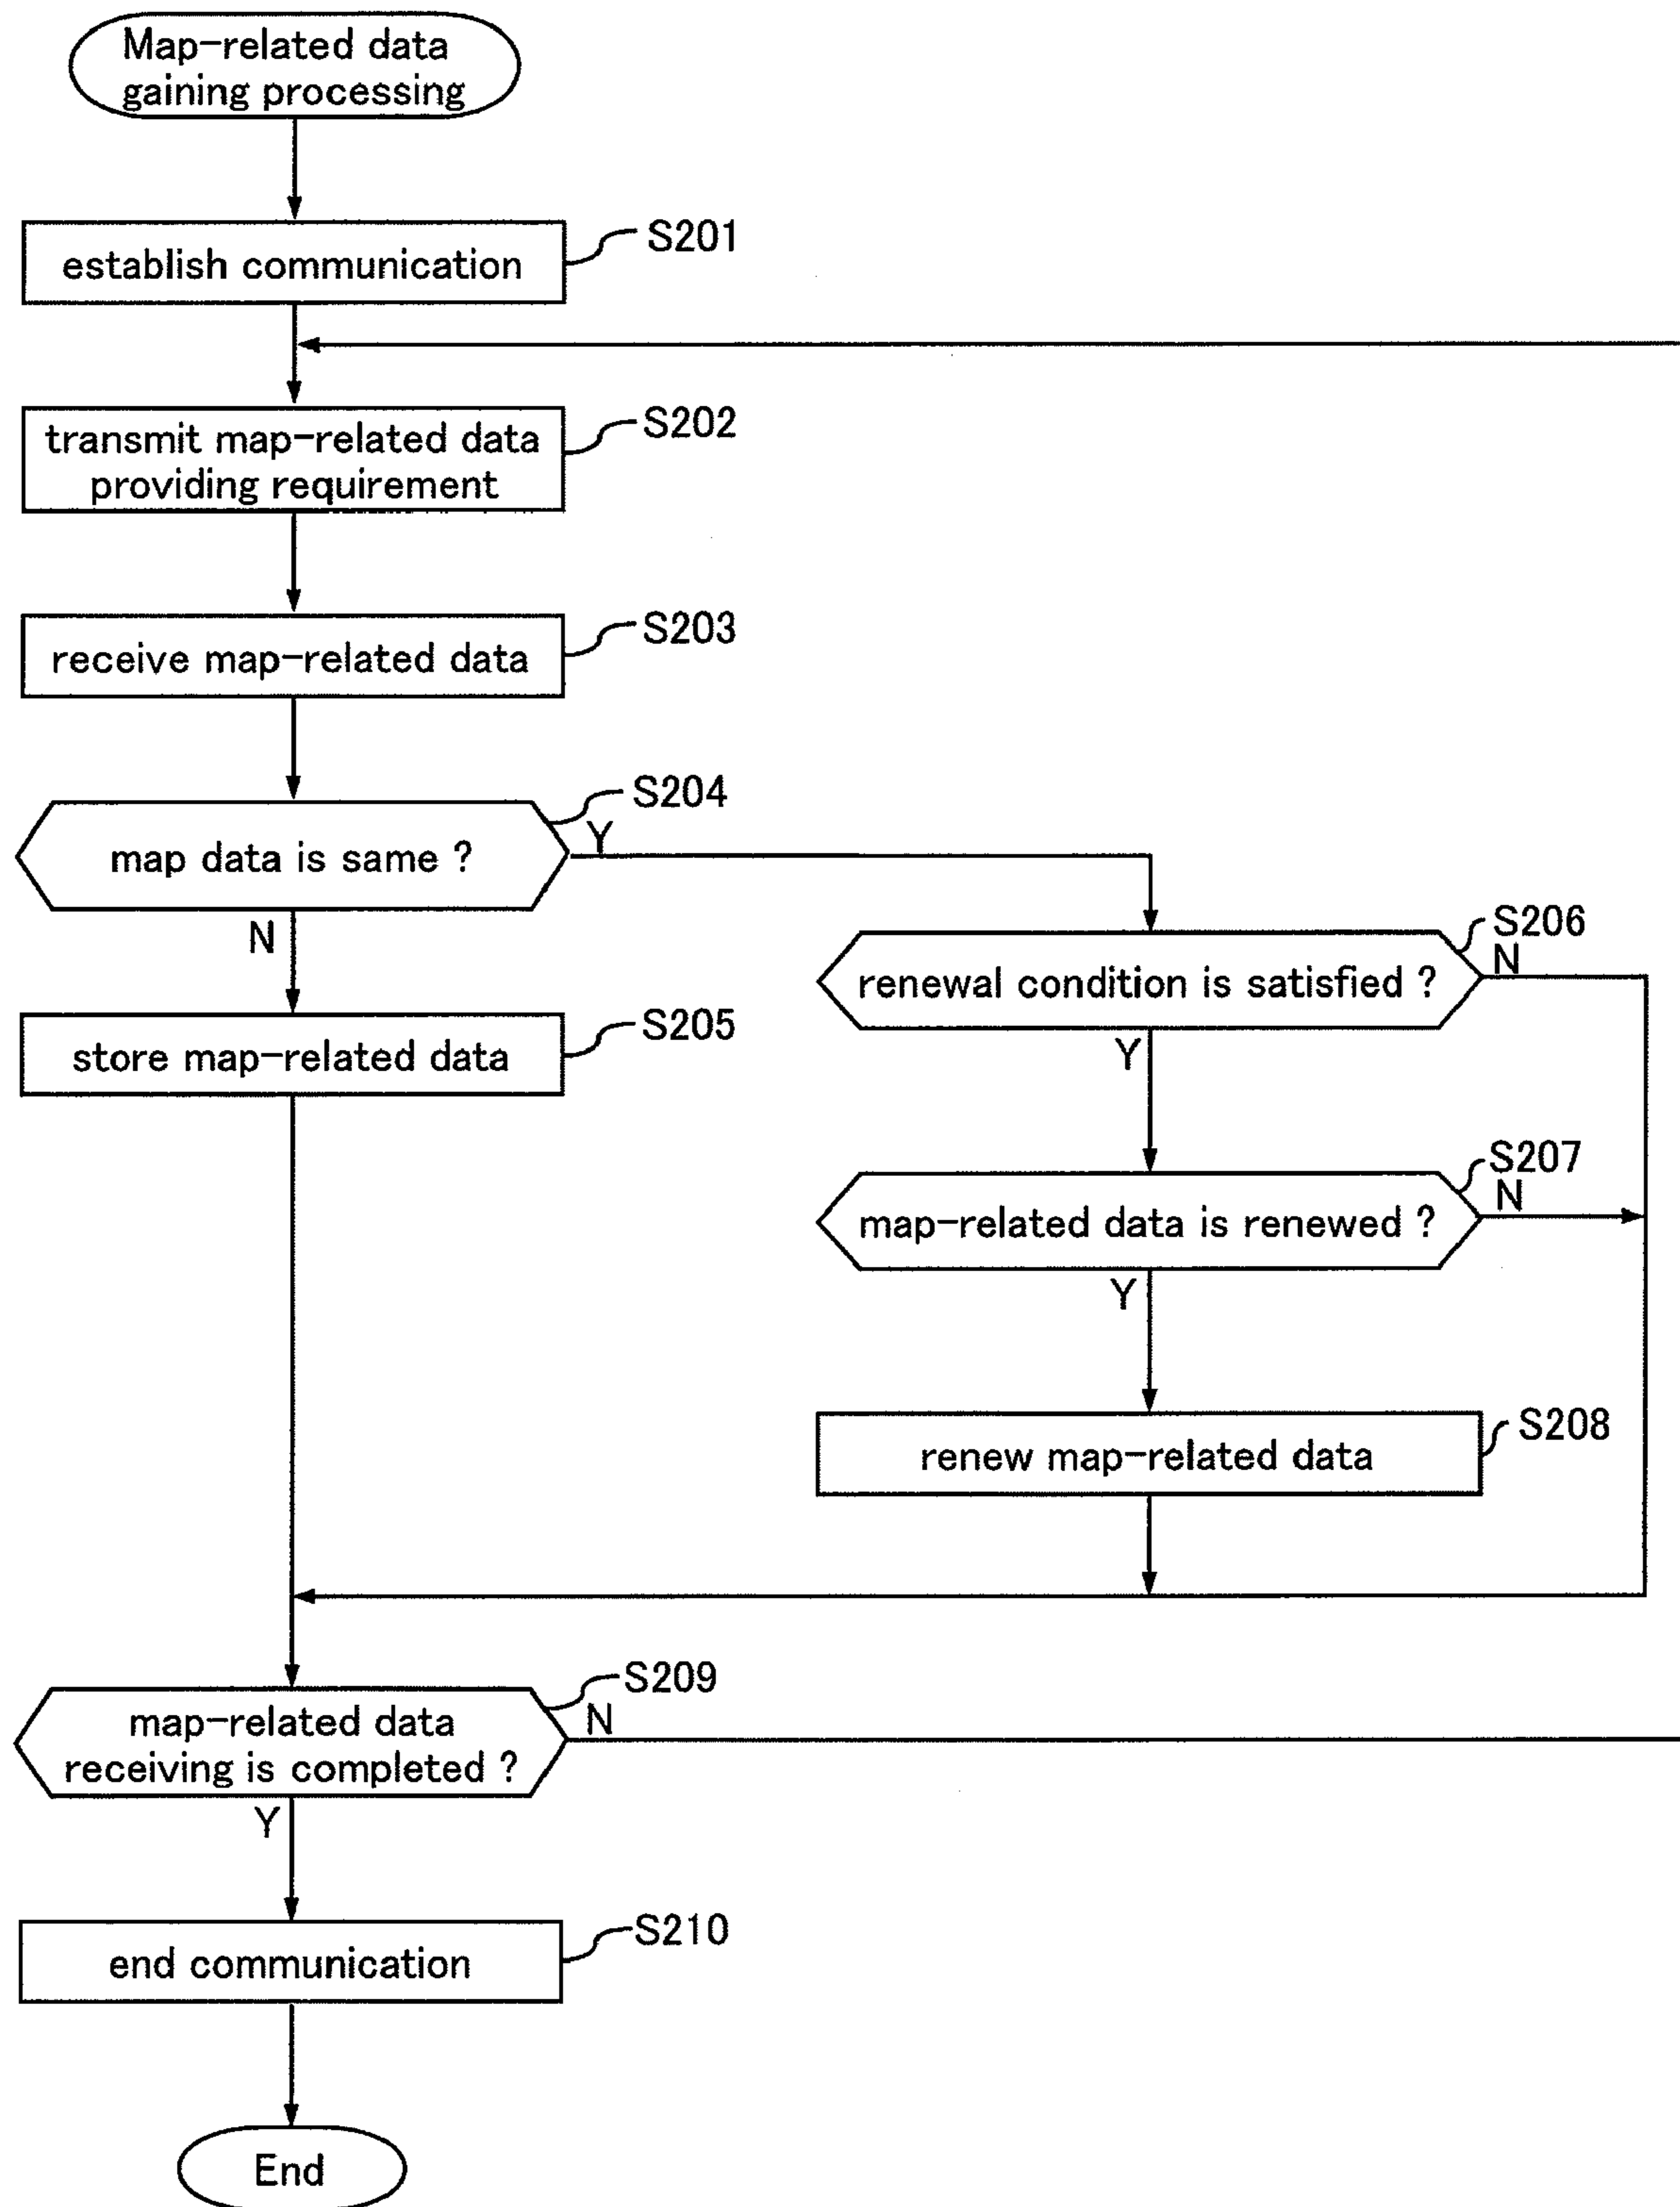 Map-related data
gaining processing
S201
establish communication
S202
transmit map-related data
providing requirement
S203
receive map-related data
S204
map data is same ?
Y
N
S205
store map-related data
S206
renewal condition is satisfied ?
N
Y
S207
map-related data is renewed ?
N
Y
S208
renew map-related data
S209
map-related data
receiving is completed ?
N
Y
S210
end communication
End